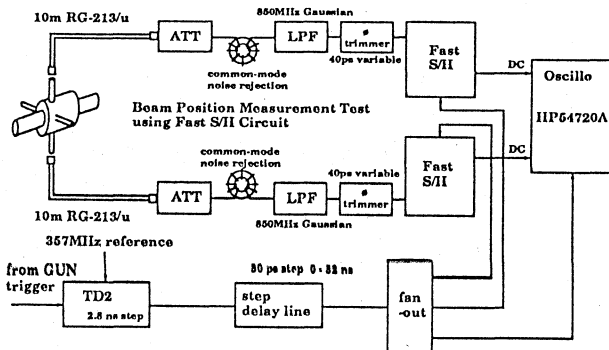 10m RG-213/u
ATT
850MHz Gaussian
LPF
ø
trimmer
40ps variable
common-mode
noise rejection
Fast
S/H
DC
Oscillo
HP54720A
Beam Position Measurement Test
using Fast S/H Circuit
common-mode
noise rejection
40ps variable
Fast
S/H
DC
ATT
LPF
ø
trimmer
850MHz Gaussian
10m RG-213/u
357MHz reference
from GUN
trigger
TD2
2.8 ns step
30 ps step 0 - 32 ns
step
delay line
fan
-out